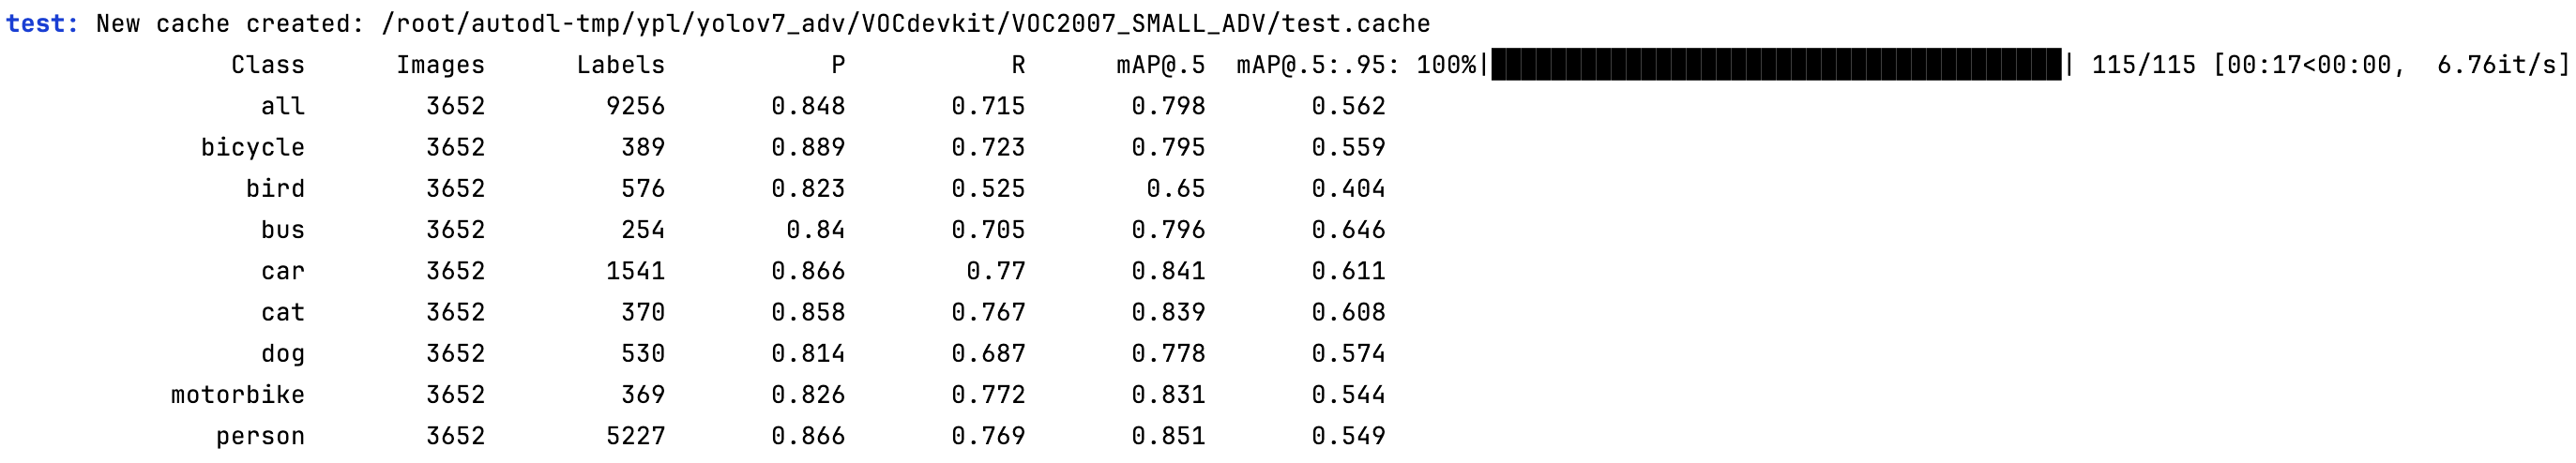 test: New cache created: /root/autodl-tmp/ypl/yolov7_adv/VOCdevkit/VOC2007_SMALL_ADV/test.cache
Class Images Labels P R mAP@.5 mAP@.5:.95: 100%|██████████████████████████████████████| 115/115 [00:17<00:00, 6.76it/s]
all 3652 9256 0.848 0.715 0.798 0.562
bicycle 3652 389 0.889 0.723 0.795 0.559
bird 3652 576 0.823 0.525 0.65 0.404
bus 3652 254 0.84 0.705 0.796 0.646
car 3652 1541 0.866 0.77 0.841 0.611
cat 3652 370 0.858 0.767 0.839 0.608
dog 3652 530 0.814 0.687 0.778 0.574
motorbike 3652 369 0.826 0.772 0.831 0.544
person 3652 5227 0.866 0.769 0.851 0.549